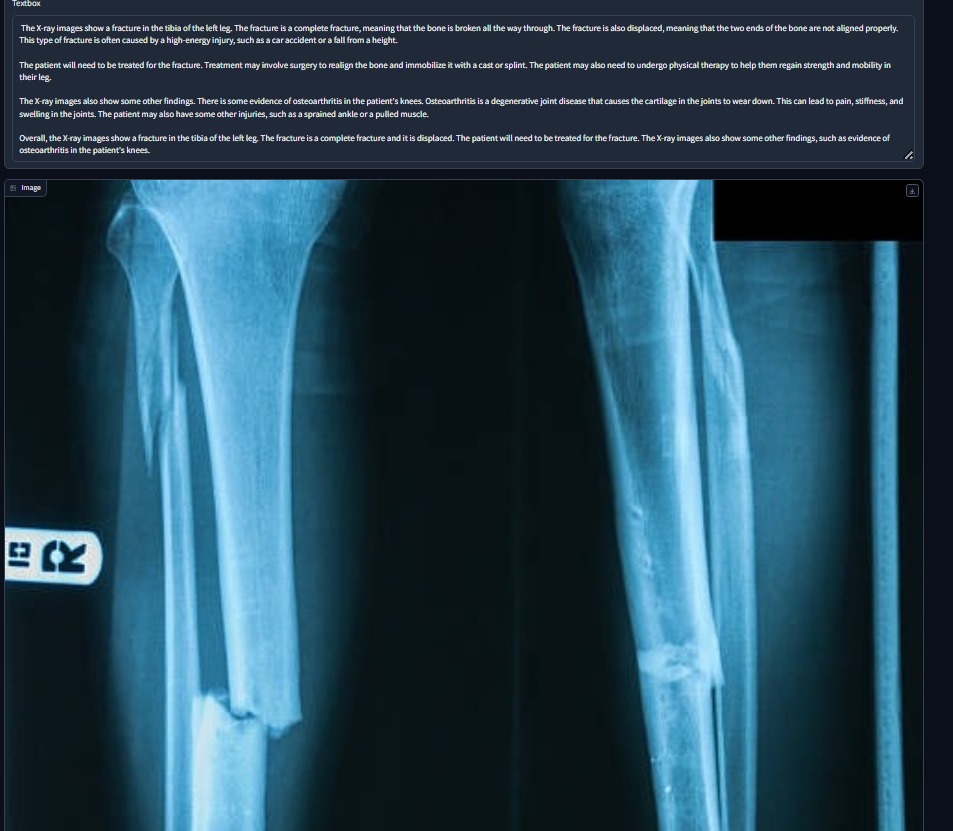 Textbox
The X-ray images show a fracture in the tibia of the left leg. The fracture is a complete fracture, meaning that the bone is broken all the way through. The fracture is also displaced, meaning that the two ends of the bone are not aligned properly.
This type of fracture is often caused by a high-energy injury, such as a car accident or a fall from a height.
The patient will need to be treated for the fracture. Treatment may involve surgery to realign the bone and immobilize it with a cast or splint. The patient may also need to undergo physical therapy to help them regain strength and mobility in
their leg.
The X-ray images also show some other findings. There is some evidence of osteoarthritis in the patient's knees. Osteoarthritis is a degenerative joint disease that causes the cartilage in the joints to wear down. This can lead to pain, stiffness, and
swelling in the joints. The patient may also have some other injuries, such as a sprained ankle or a pulled muscle.
Overall, the X-ray images show a fracture in the tibia of the left leg. The fracture is a complete fracture and it is displaced. The patient will need to be treated for the fracture. The X-ray images also show some other findings, such as evidence of
osteoarthritis in the patient's knees.
Image
R